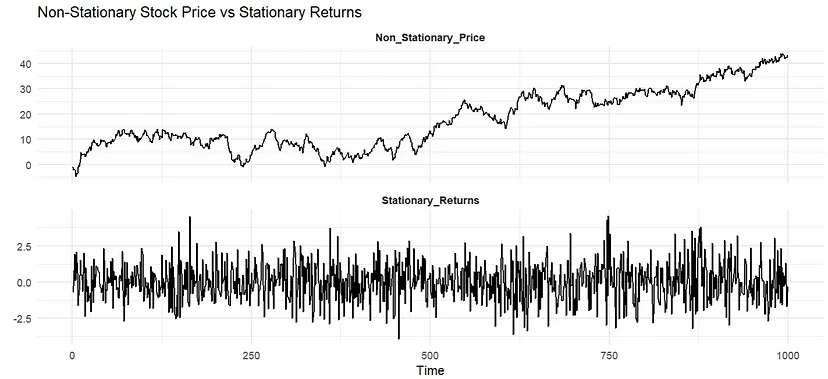 Non-Stationary Stock Price vs Stationary Returns
Non_Stationary_Price
40
30
20
10
0
Stationary_Returns
2.5
0.0
-2.5
0 250 500 750 1000
Time